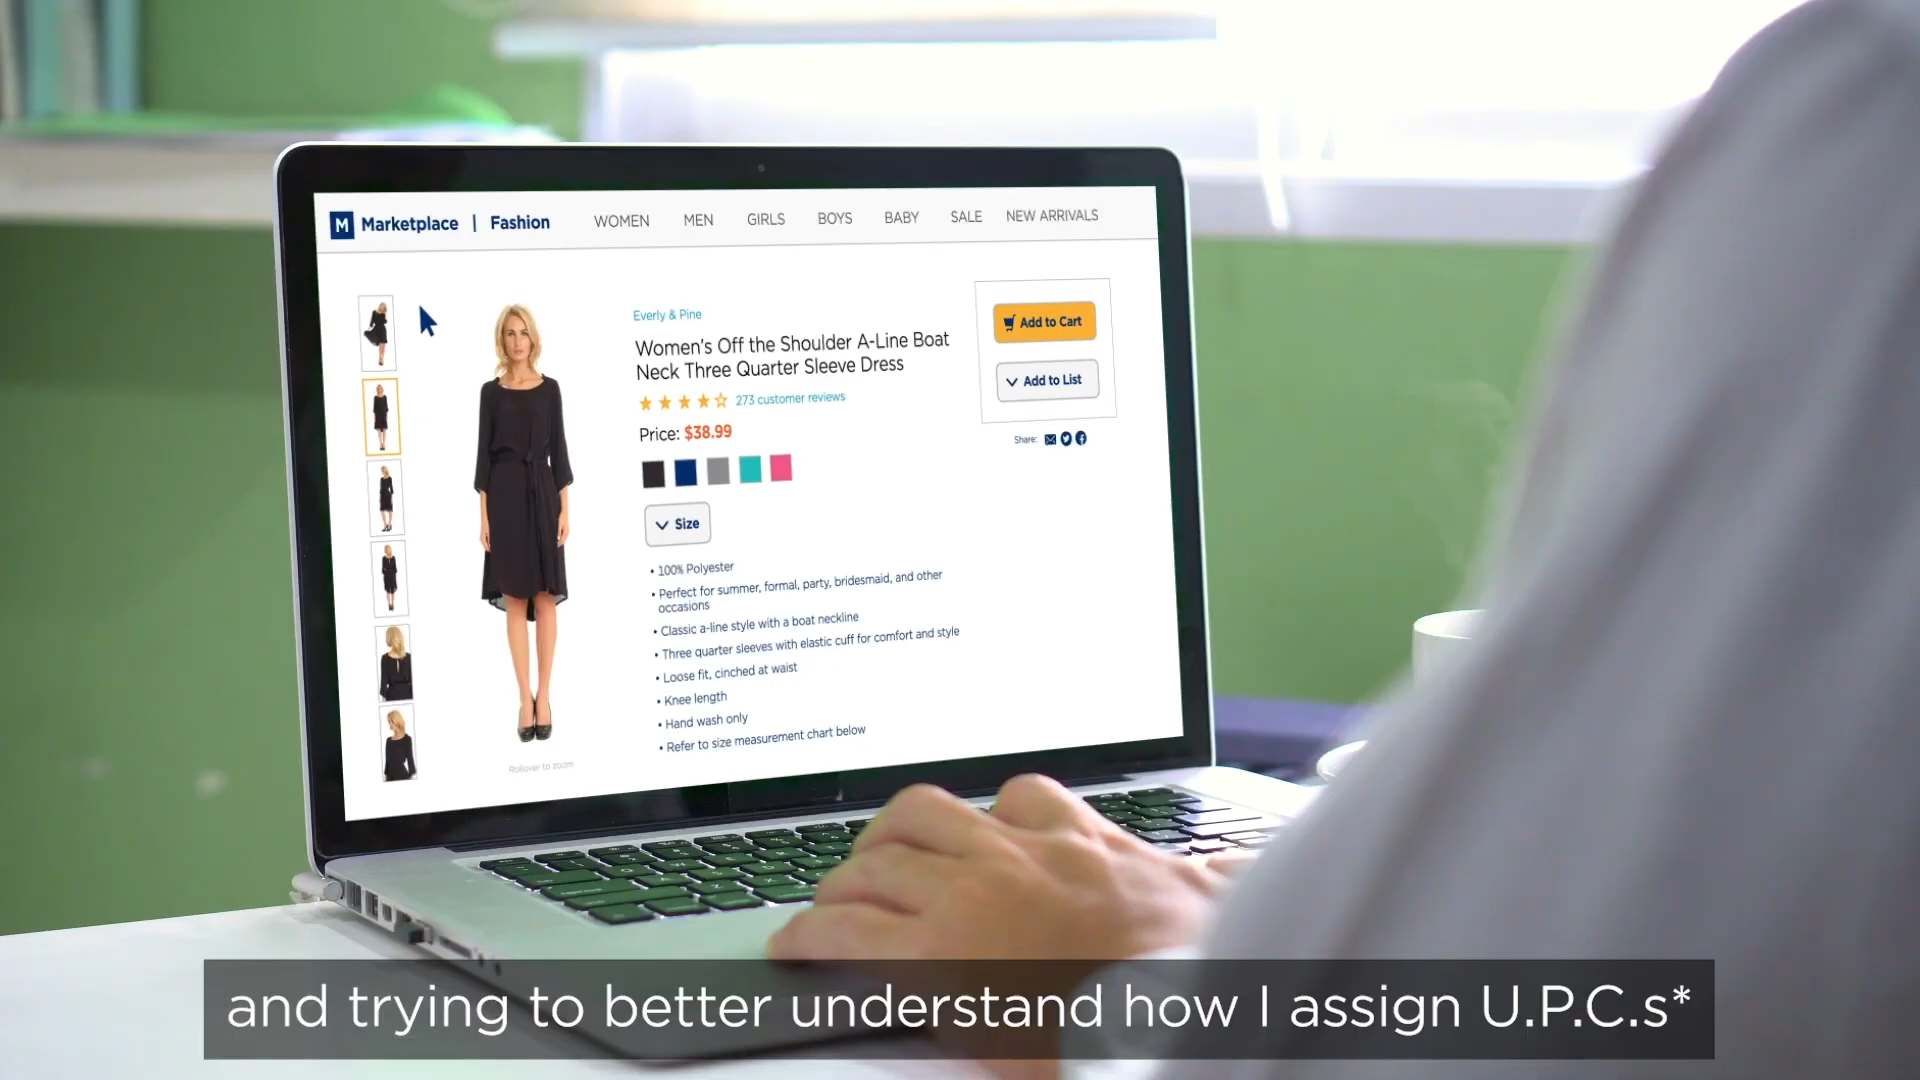 M Marketplace | Fashion WOMEN MEN GIRLS BOYS BABY SALE NEW ARRIVALS
Everly & Pine
Women's Off the Shoulder A-Line Boat
Neck Three Quarter Sleeve Dress
273 customer reviews
Price: $38.99
Size
• 100% Polyester
• Perfect for summer, formal, party, bridesmaid, and other
occasions
• Classic a-line style with a boat neckline
• Three quarter sleeves with elastic cuff for comfort and style
• Loose fit, cinched at waist
• Knee length
• Hand wash only
• Refer to size measurement chart below
Rollover to zoom
Add to Cart
Add to List
Share:
and trying to better understand how I assign U.P.C.s*